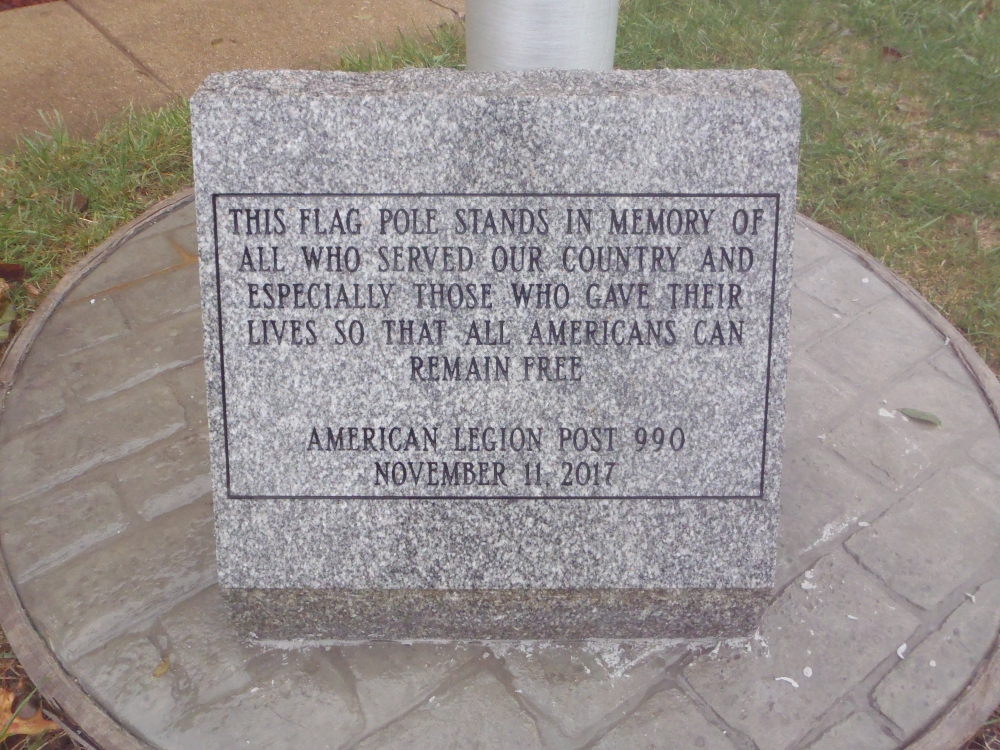 THIS FLAG POLE STANDS IN MEMORY OF
ALL WHO SERVED OUR COUNTRY AND
ESPECIALLY THOSE WHO GAVE THEIR
LIVES SO THAT ALL AMERICANS CAN
REMAIN FREE
AMERICAN LEGION POST 990
NOVEMBER 11, 2017